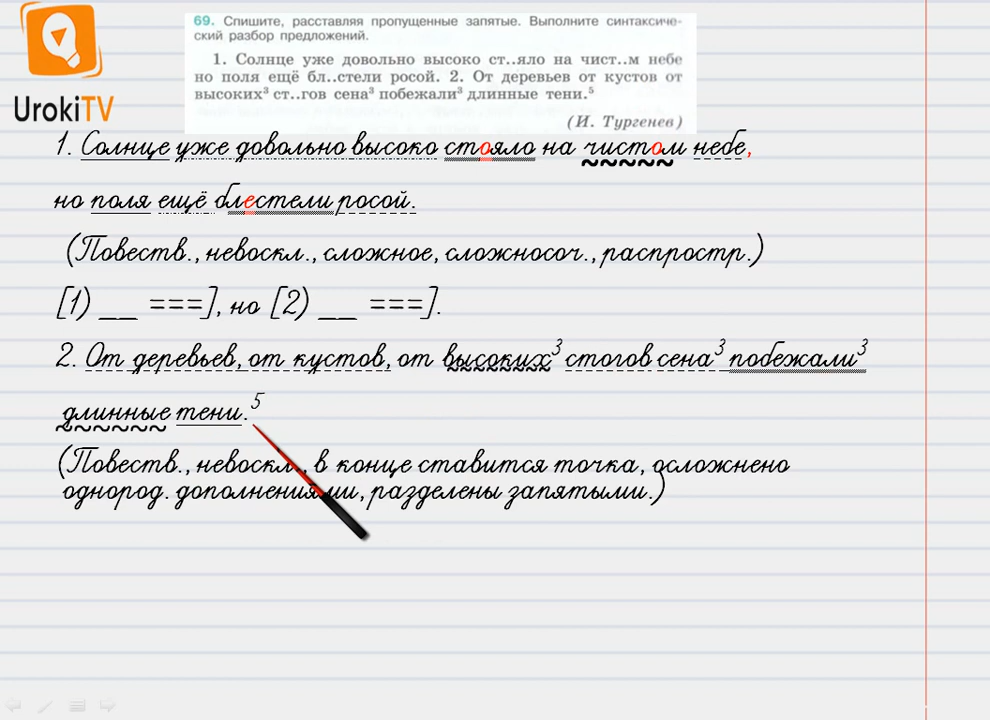 69. Спишите, расставляя пропущенные запятые. Выполните синтаксиче-
ский разбор предложений.
1. Солнце уже довольно высоко ст..яло на чист..м небе
но поля ещё бл..стели росой. 2. От деревьев от кустов от
высоких³ ст..гов сена³ побежали³ длинные тени.⁵
(И. Тургенев)
UrokiTV
1. Солнце уже довольно высоко стояло на чистом небе,
но поля ещё блестели росой.
(Повеств., невоскл., сложное, сложносоч., распростр.)
[1) __ ===], но [2) __ ===].
2. От деревьев, от кустов, от высоких³ стогов сена³ побежали³
длинные тени.⁵
(Повеств., невоскл., в конце ставится точка, осложнено
однород. дополнениями, разделены запятыми.)